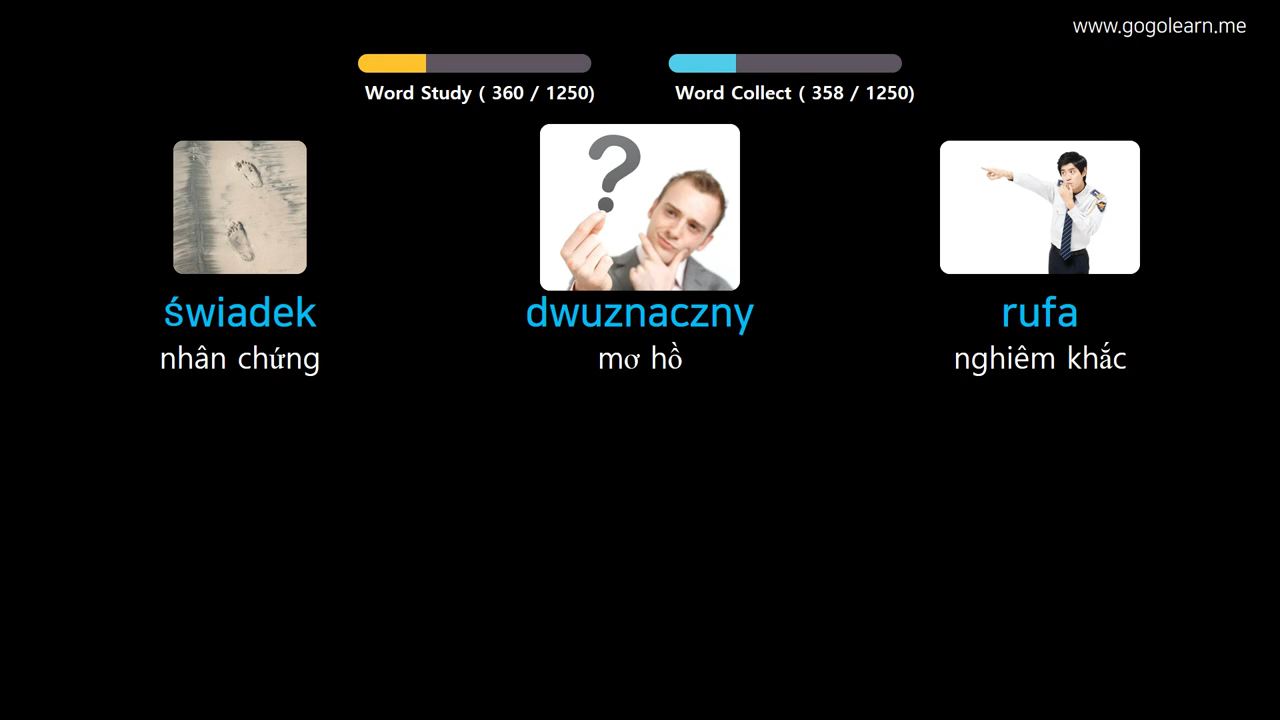 www.gogolearn.me
Word Study ( 360 / 1250)
Word Collect ( 358 / 1250)
świadek
dwuznaczny
rufa
nhân chứng
mơ hồ
nghiêm khắc